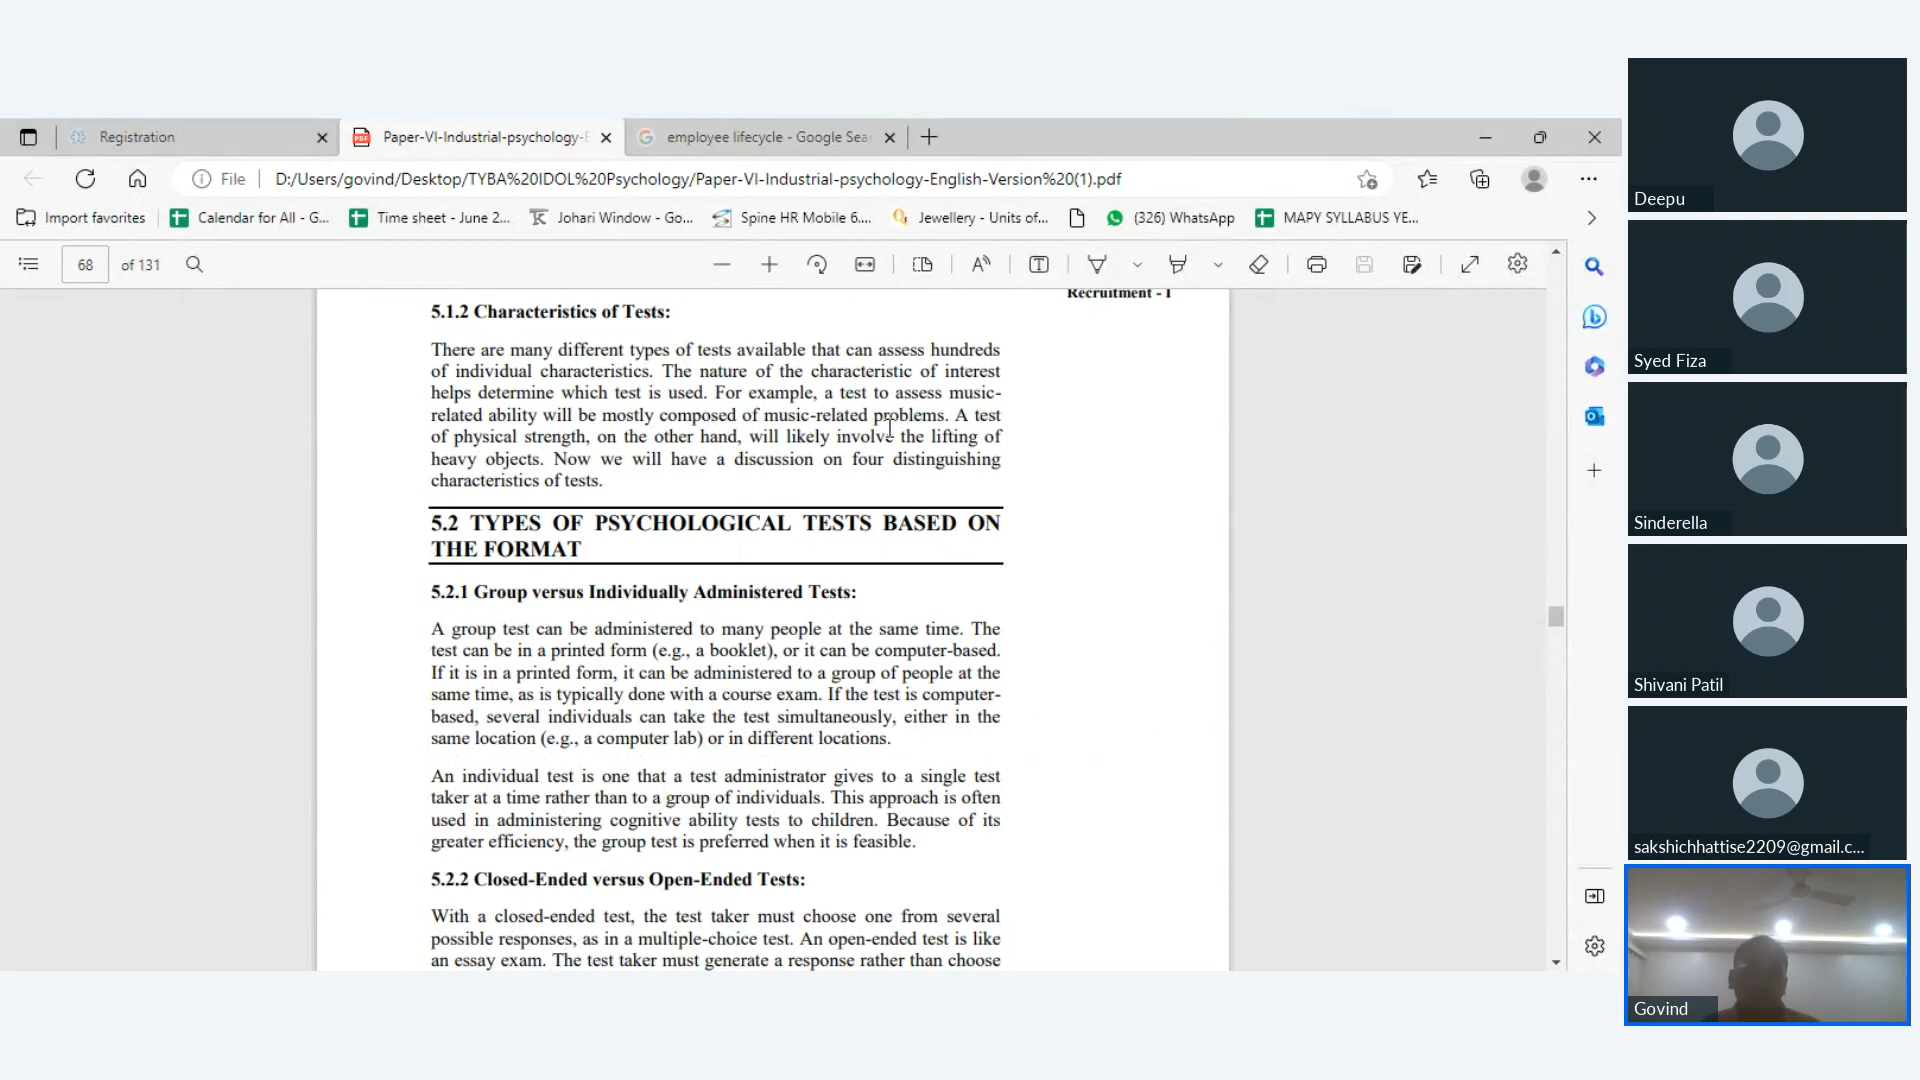 Registration
Paper-VI-Industrial-psychology-E
employee lifecycle - Google Sea
File
D:/Users/govind/Desktop/TYBA%20IDOL%20Psychology/Paper-VI-Industrial-psychology-English-Version%20(1).pdf
Import favorites
Calendar for All - G...
Time sheet - June 2...
Johari Window - Go...
Spine HR Mobile 6....
Jewellery - Units of...
(326) WhatsApp
MAPY SYLLABUS YE...
68 of 131
Recruitment - I
5.1.2 Characteristics of Tests:
There are many different types of tests available that can assess hundreds
of individual characteristics. The nature of the characteristic of interest
helps determine which test is used. For example, a test to assess music-
related ability will be mostly composed of music-related problems. A test
of physical strength, on the other hand, will likely involve the lifting of
heavy objects. Now we will have a discussion on four distinguishing
characteristics of tests.
5.2 TYPES OF PSYCHOLOGICAL TESTS BASED ON
THE FORMAT
5.2.1 Group versus Individually Administered Tests:
A group test can be administered to many people at the same time. The
test can be in a printed form (e.g., a booklet), or it can be computer-based.
If it is in a printed form, it can be administered to a group of people at the
same time, as is typically done with a course exam. If the test is computer-
based, several individuals can take the test simultaneously, either in the
same location (e.g., a computer lab) or in different locations.
An individual test is one that a test administrator gives to a single test
taker at a time rather than to a group of individuals. This approach is often
used in administering cognitive ability tests to children. Because of its
greater efficiency, the group test is preferred when it is feasible.
5.2.2 Closed-Ended versus Open-Ended Tests:
With a closed-ended test, the test taker must choose one from several
possible responses, as in a multiple-choice test. An open-ended test is like
an essay exam. The test taker must generate a response rather than choose
Deepu
Syed Fiza
Sinderella
Shivani Patil
sakshichhattise2209@gmail.c...
Govind